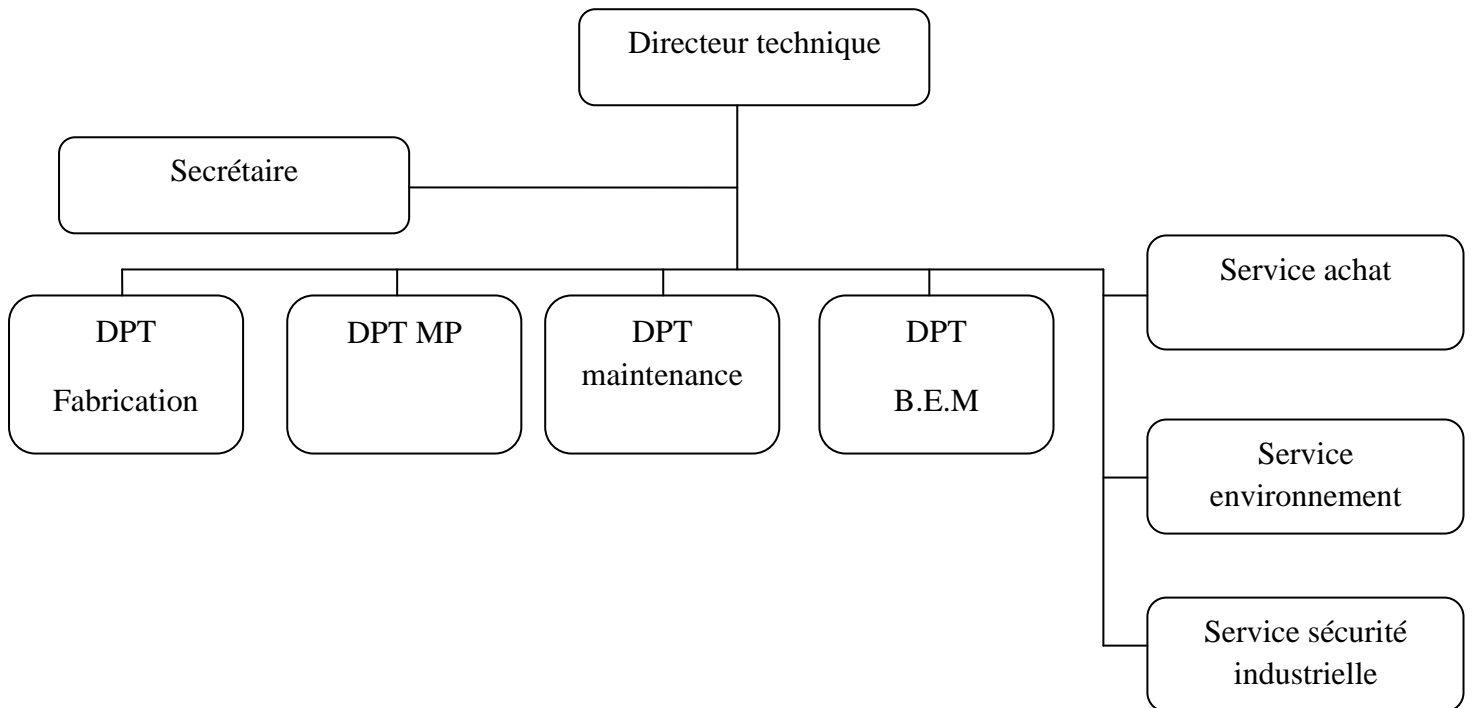 Directeur technique
Secrétaire
Service achat
DPT
Fabrication
DPT MP
DPT
maintenance
DPT
B.E.M
Service
environnement
Service sécurité
industrielle